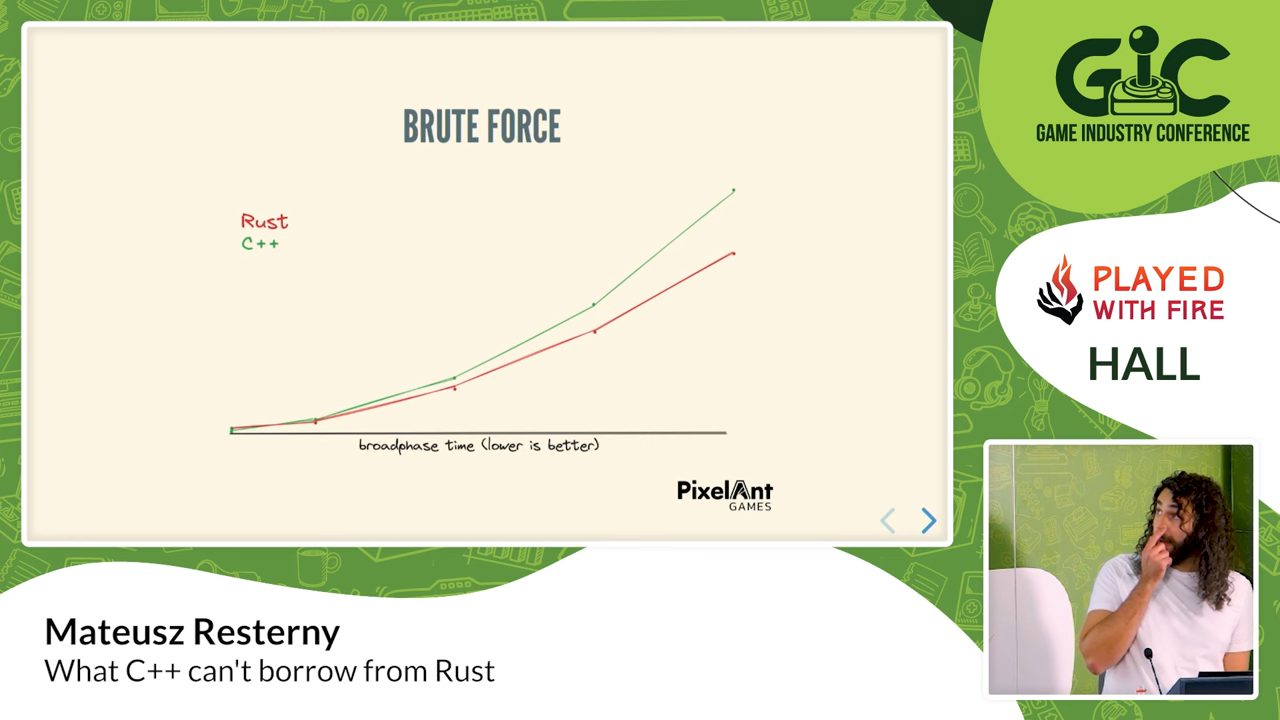 BRUTE FORCE
Rust
C++
broadphase time (lower is better)
PixelAnt
GAMES
GIC
GAME INDUSTRY CONFERENCE
PLAYED
WITH FIRE
HALL
Mateusz Resterny
What C++ can't borrow from Rust